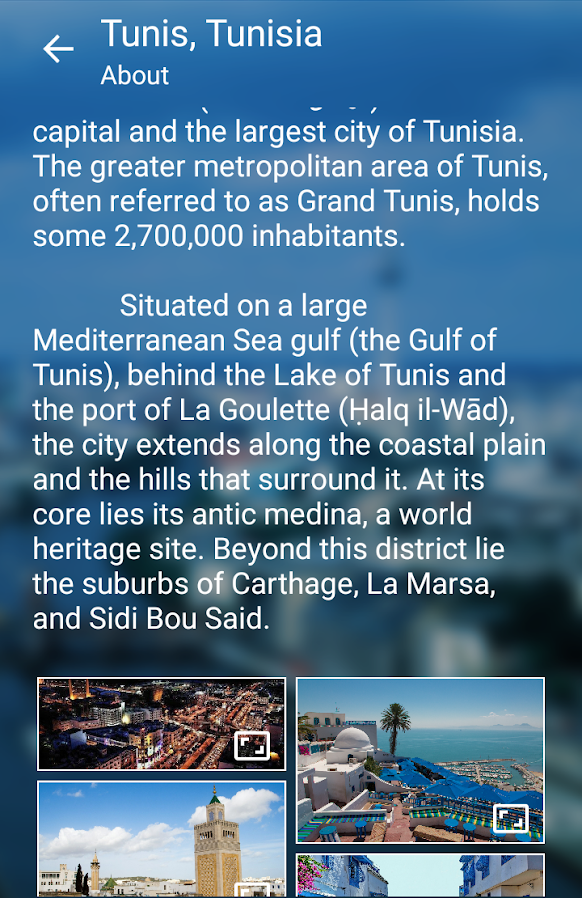 Tunis, Tunisia
About
capital and the largest city of Tunisia.
The greater metropolitan area of Tunis,
often referred to as Grand Tunis, holds
some 2,700,000 inhabitants.
Situated on a large
Mediterranean Sea gulf (the Gulf of
Tunis), behind the Lake of Tunis and
the port of La Goulette (Ḥalq il-Wād),
the city extends along the coastal plain
and the hills that surround it. At its
core lies its antic medina, a world
heritage site. Beyond this district lie
the suburbs of Carthage, La Marsa,
and Sidi Bou Said.